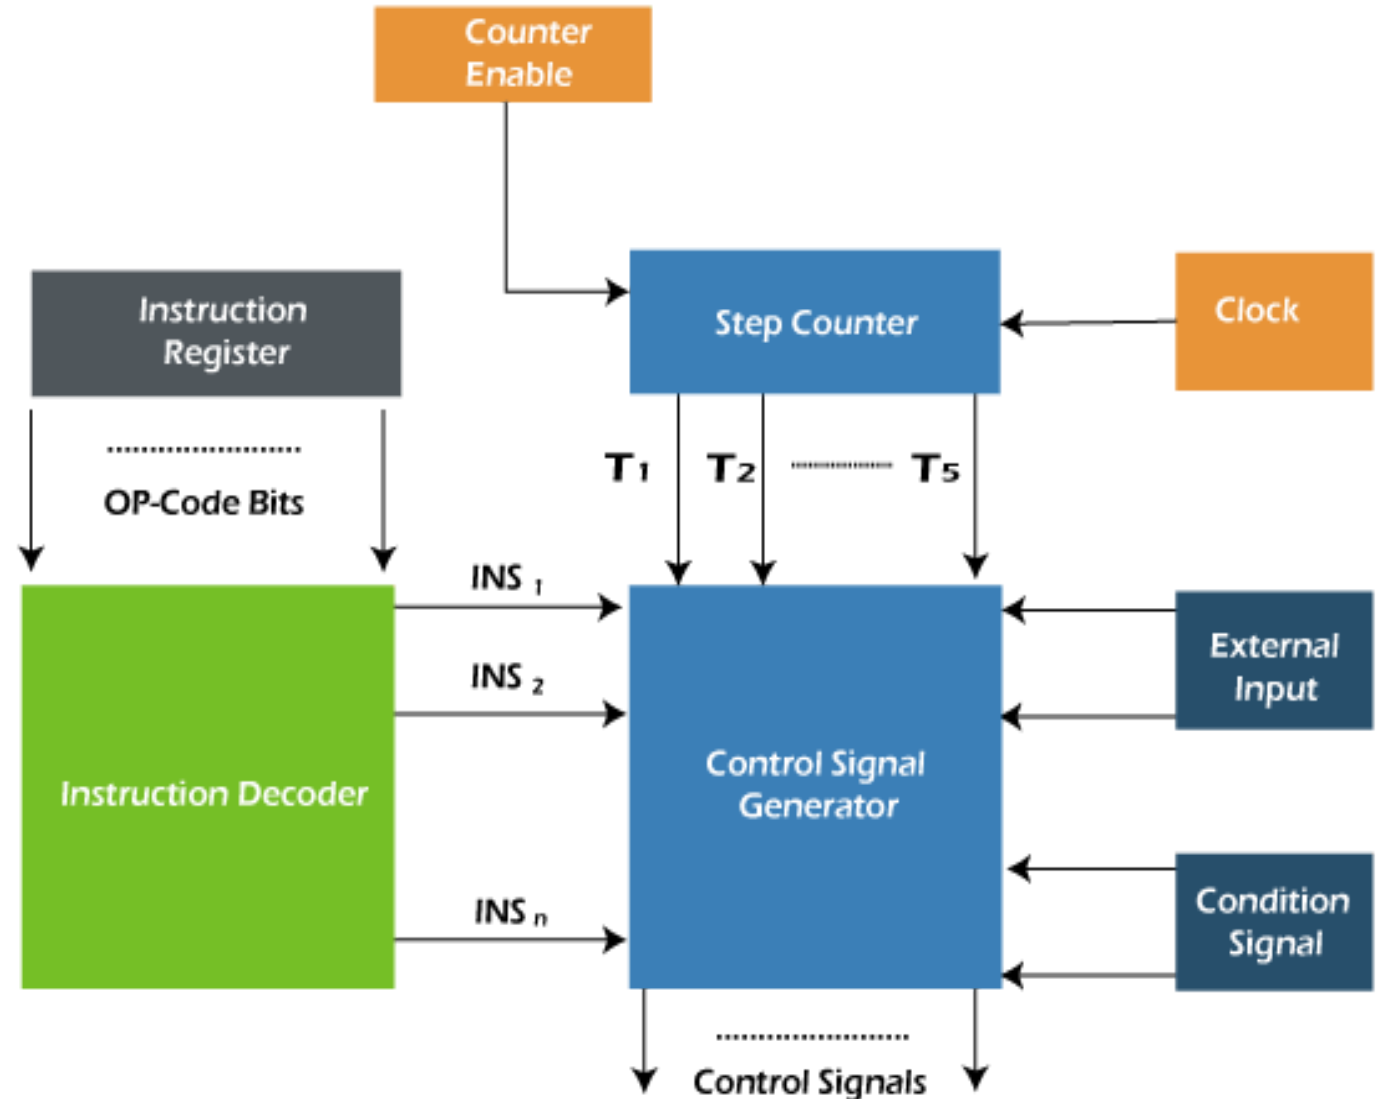 Counter
Enable
Instruction
Register
Step Counter
Clock
T1 T2 T5
OP-Code Bits
INS 1
INS 2
INS n
Instruction Decoder
Control Signal
Generator
External
Input
Condition
Signal
Control Signals